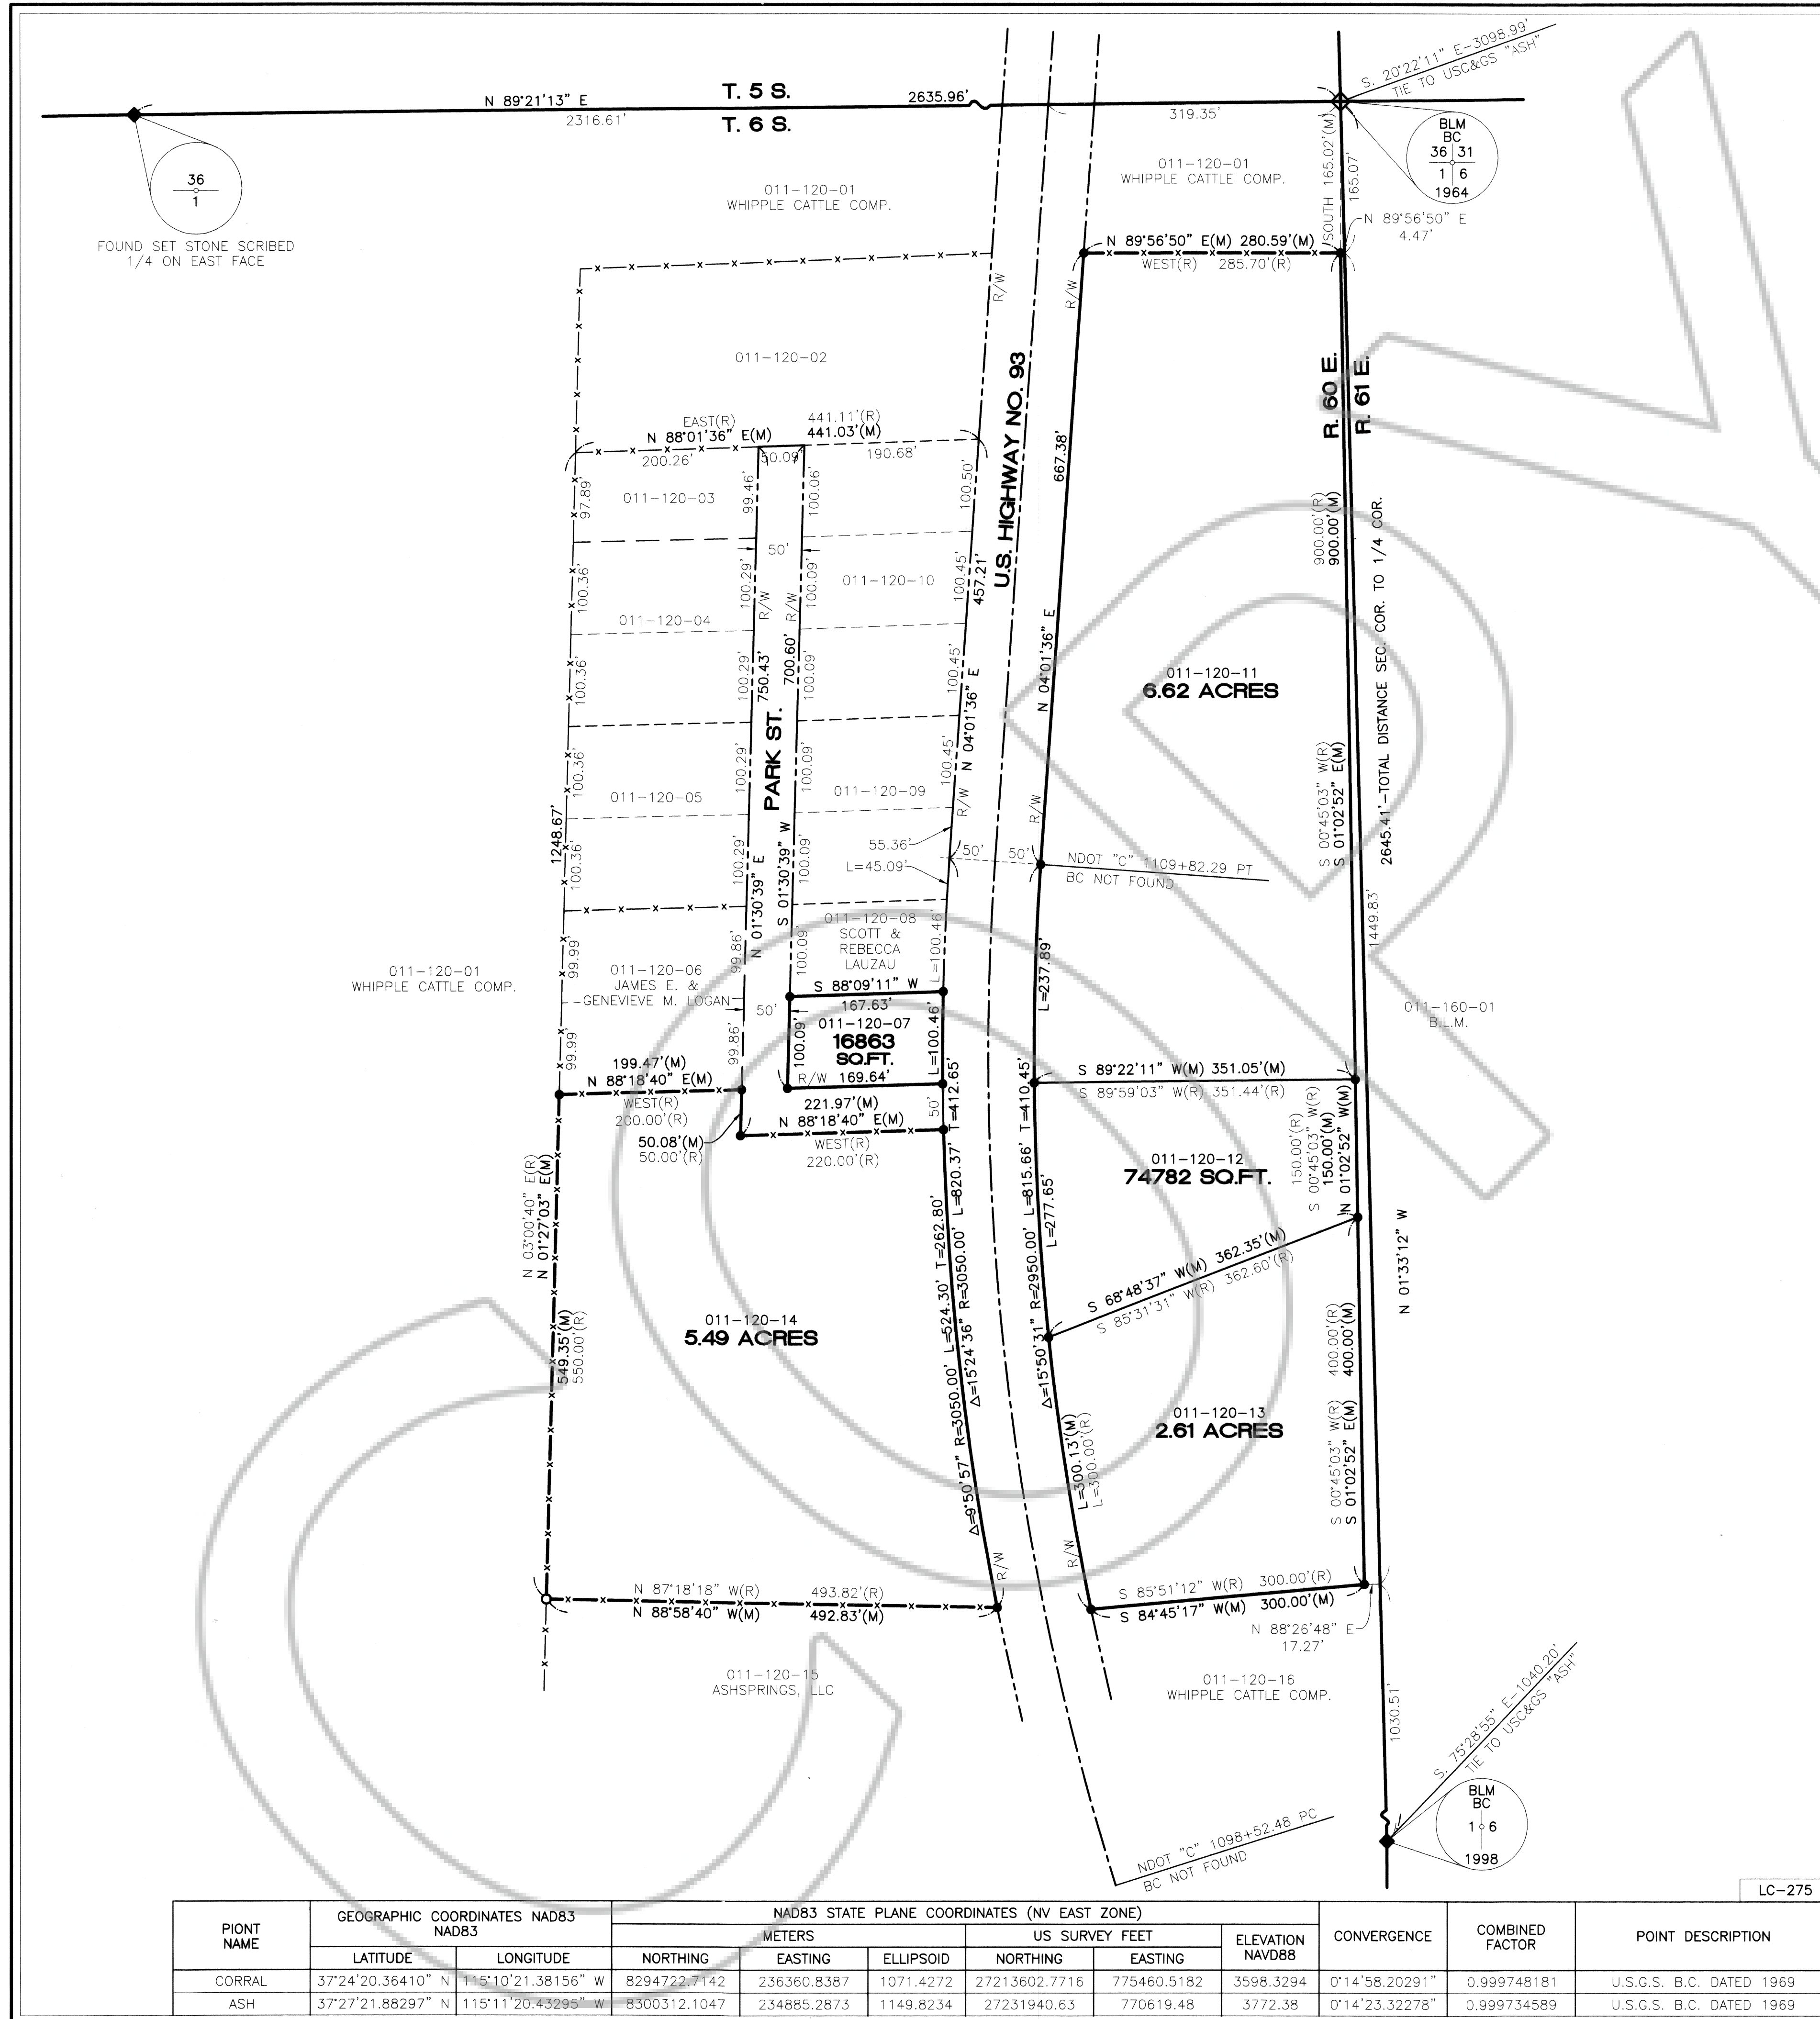 S. 20°22'11" E-3098.99'
TIE TO USC&GS "ASH"
N 89°21'13" E
2316.61'
T. 5 S.
T. 6 S.
2635.96'
319.35'
BLM
BC
36 31
1 6
1964
36
1
FOUND SET STONE SCRIBED
1/4 ON EAST FACE
011-120-01
WHIPPLE CATTLE COMP.
011-120-01
WHIPPLE CATTLE COMP.
SOUTH 165.02'(M)
165.07'
N 89°56'50" E
4.47'
N 89°56'50" E(M) 280.59'(M)
WEST(R) 285.70'(R)
R/W
R/W
011-120-02
U.S. HIGHWAY NO. 93
R. 60 E.
R. 61 E.
EAST(R) 441.11'(R)
N 88°01'36" E(M) 441.03'(M)
200.26'
50.09'
190.68'
97.89'
011-120-03
99.46'
100.06'
100.50'
667.38'
900.00'(R)
900.00'(M)
2645.41'-TOTAL DISTANCE SEC. COR. TO 1/4 COR.
50'
100.36'
100.29'
R/W
R/W
100.09'
011-120-10
100.45'
457.21'
011-120-04
N 04°01'36" E
100.36'
100.29'
750.43'
700.60'
100.09'
100.45'
N 04°01'36" E
011-120-11
6.62 ACRES
PARK ST.
100.36'
100.29'
100.09'
100.45'
S 00°45'03" W(R)
S 01°02'52" E(M)
011-120-05
011-120-09
R/W
R/W
1248.67'
100.36'
100.29'
N 01°30'39" E
S 01°30'39" W
100.09'
55.36'
L=45.09'
50'
50'
NDOT "C" 1109+82.29 PT
BC NOT FOUND
1449.83'
99.99'
99.86'
100.09'
011-120-08
SCOTT &
REBECCA
LAUZAU
L=100.46'
L=237.89'
011-120-01
WHIPPLE CATTLE COMP.
011-120-06
JAMES E. &
GENEVIEVE M. LOGAN
S 88°09'11" W
167.63'
50'
011-160-01
B.L.M.
99.99'
99.86'
100.09'
011-120-07
16863
SQ.FT.
L=100.46'
R/W 169.64'
199.47'(M)
N 88°18'40" E(M)
WEST(R)
200.00'(R)
S 89°22'11" W(M) 351.05'(M)
S 89°59'03" W(R) 351.44'(R)
221.97'(M)
N 88°18'40" E(M)
WEST(R)
220.00'(R)
50'
50.08'(M)
50.00'(R)
011-120-12
74782 SQ.FT.
150.00'(R)
S 00°45'03" W(R)
150.00'(M)
N 01°02'52" W(M)
N 03°00'40" E(R)
N 01°27'03" E(M)
549.35'(M)
550.00'(R)
Δ=9°50'57" R=3050.00' L=524.30' T=262.80'
Δ=15°24'36" R=3050.00' L=820.37' T=412.65'
Δ=15°50'31" R=2950.00' L=815.66' T=410.45'
L=277.65'
S 68°48'37" W(M) 362.35'(M)
S 85°31'31" W(R) 362.60'(R)
N 01°33'12" W
011-120-14
5.49 ACRES
400.00'(R)
400.00'(M)
011-120-13
2.61 ACRES
L=300.13'(M)
L=300.00'(R)
S 00°45'03" W(R)
S 01°02'52" E(M)
R/W
R/W
N 87°18'18" W(R) 493.82'(R)
N 88°58'40" W(M) 492.83'(M)
S 85°51'12" W(R) 300.00'(R)
S 84°45'17" W(M) 300.00'(M)
N 88°26'48" E
17.27'
011-120-15
ASHSPRINGS, LLC
011-120-16
WHIPPLE CATTLE COMP.
1030.51'
S. 75°28'55" E-1040.20'
TIE TO USC&GS "ASH"
BLM
BC
1 6
1998
NDOT "C" 1098+52.48 PC
BC NOT FOUND
LC-275
PIONT NAME GEOGRAPHIC COORDINATES NAD83 NAD83 NAD83 STATE PLANE COORDINATES (NV EAST ZONE) CONVERGENCE COMBINED FACTOR POINT DESCRIPTION
METERS US SURVEY FEET ELEVATION NAVD88
LATITUDE LONGITUDE NORTHING EASTING ELLIPSOID NORTHING EASTING
CORRAL 37°24'20.36410" N 115°10'21.38156" W 8294722.7142 236360.8387 1071.4272 27213602.7716 775460.5182 3598.3294 0°14'58.20291" 0.999748181 U.S.G.S. B.C. DATED 1969
ASH 37°27'21.88297" N 115°11'20.43295" W 8300312.1047 234885.2873 1149.8234 27231940.63 770619.48 3772.38 0°14'23.32278" 0.999734589 U.S.G.S. B.C. DATED 1969
COPY